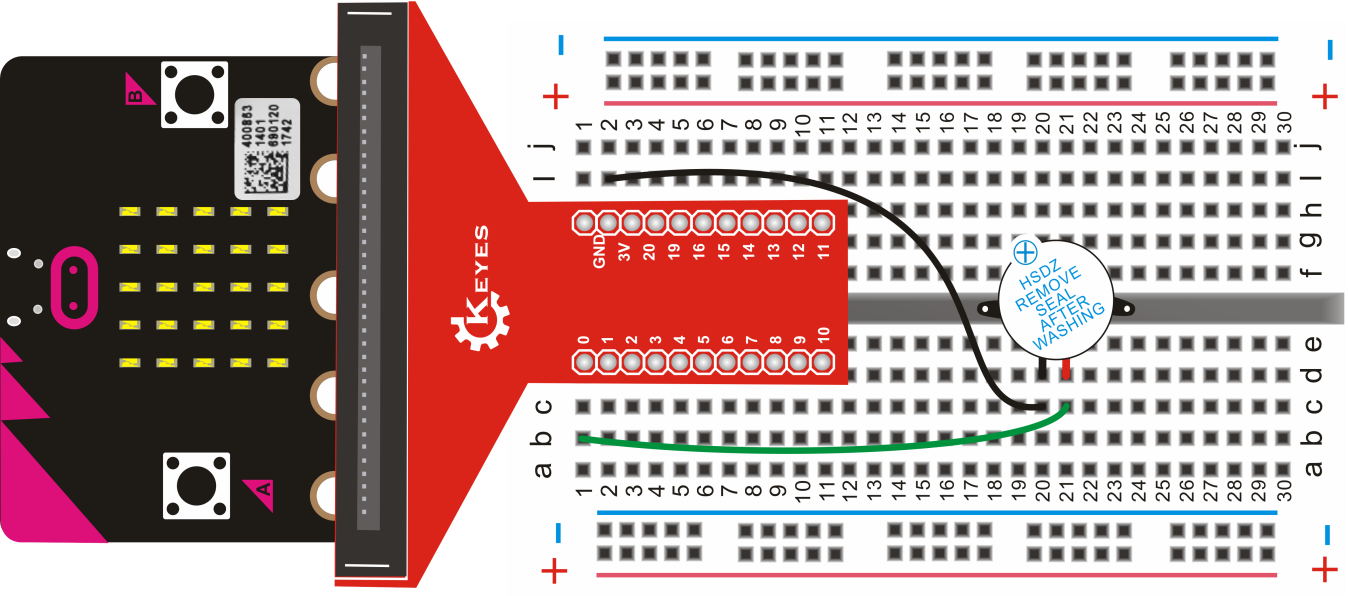 B
400863
1401
690120
1742
A
KEYES
GND 3V 20 19 16 15 14 13 12 11
0 1 2 3 4 5 6 7 8 9 10
- -
+ +
1 2 3 4 5 6 7 8 9 10 11 12 13 14 15 16 17 18 19 20 21 22 23 24 25 26 27 28 29 30
j j
I I
h
g
f
HSDZ
REMOVE
SEAL
AFTER
WASHING
e
d
c c
b b
a a
1 2 3 4 5 6 7 8 9 10 11 12 13 14 15 16 17 18 19 20 21 22 23 24 25 26 27 28 29 30
- -
+ +